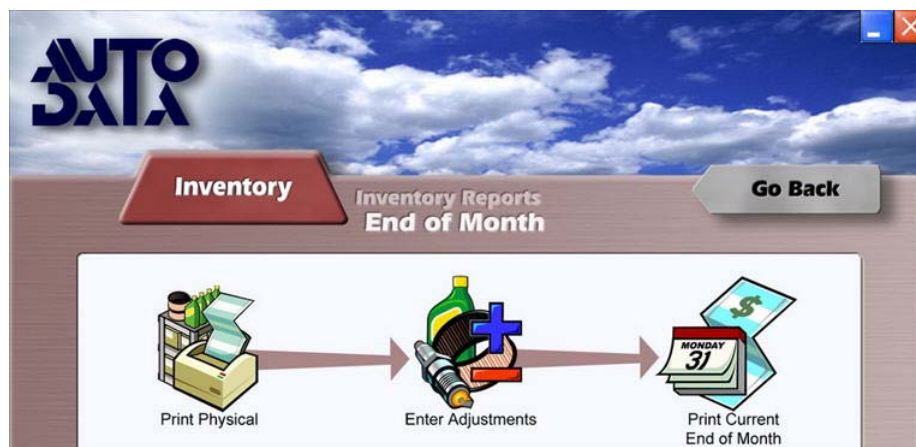 AUTO
DATA
Inventory
Inventory Reports
End of Month
Go Back
MONDAY
31
$
Print Physical
Enter Adjustments
Print Current
End of Month